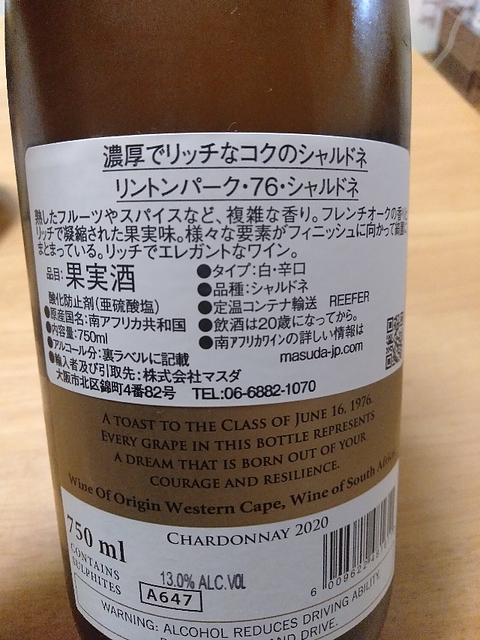 濃厚でリッチなコクのシャルドネ
リントンパーク・76・シャルドネ
熟したフルーツやスパイスなど、複雑な香り。フレンチオークの香りと
リッチで凝縮された果実味。様々な要素がフィニッシュに向かって綺麗に
まとまっている。リッチでエレガントなワイン。
品目:果実酒
酸化防止剤(亜硫酸塩)
●原産国名:南アフリカ共和国
●内容量:750ml
●アルコール分:裏ラベルに記載
●輸入者及び引取先:株式会社マスダ
大阪市北区錦町4番82号 TEL:06-6882-1070
●タイプ:白・辛口
●品種:シャルドネ
●定温コンテナ輸送 REEFER
●飲酒は20歳になってから。
●南アフリカワインの詳しい情報は
masuda-jp.com
A TOAST TO THE CLASS OF JUNE 16, 1976.
EVERY GRAPE IN THIS BOTTLE REPRESENTS
A DREAM THAT IS BORN OUT OF YOUR
COURAGE AND RESILIENCE.
Wine Of Origin Western Cape, Wine of South Africa
CHARDONNAY 2020
750 ml
CONTAINS
SULPHITES
13.0% ALC.VOL
A647
WARNING: ALCOHOL REDUCES DRIVING ABILITY,
AND DRIVE.